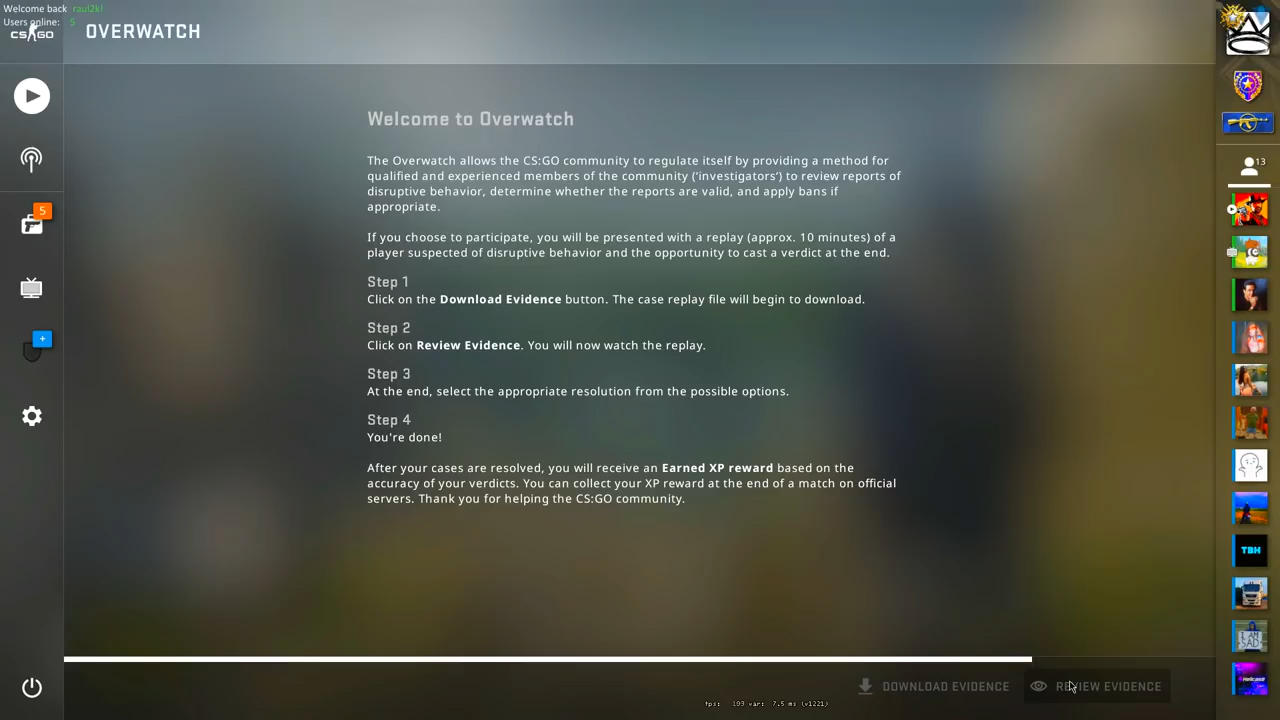 Welcome back raul2kl
Users online: 5
CS:GO
OVERWATCH
Welcome to Overwatch
The Overwatch allows the CS:GO community to regulate itself by providing a method for
qualified and experienced members of the community ('investigators') to review reports of
disruptive behavior, determine whether the reports are valid, and apply bans if
appropriate.
If you choose to participate, you will be presented with a replay (approx. 10 minutes) of a
player suspected of disruptive behavior and the opportunity to cast a verdict at the end.
Step 1
Click on the Download Evidence button. The case replay file will begin to download.
Step 2
Click on Review Evidence. You will now watch the replay.
Step 3
At the end, select the appropriate resolution from the possible options.
Step 4
You're done!
After your cases are resolved, you will receive an Earned XP reward based on the
accuracy of your verdicts. You can collect your XP reward at the end of a match on official
servers. Thank you for helping the CS:GO community.
5
+
13
TBH
I AM
SAD
DOWNLOAD EVIDENCE
REVIEW EVIDENCE
fps: 193 var: 7.5 ms (v1221)